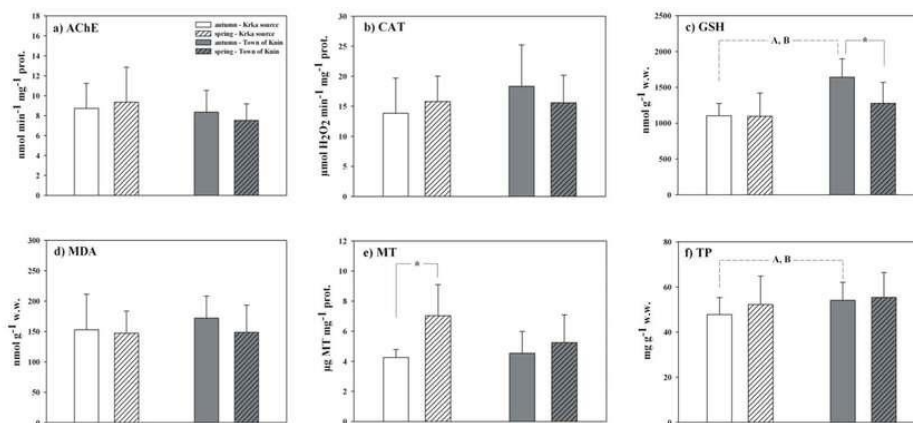 a) AChE
autumn - Krka source
spring - Krka source
autumn - Town of Knin
spring - Town of Knin
nmol min-1 mg-1 prot.
18
16
14
12
10
8
6
4
2
0
b) CAT
µmol H2O2 min-1 mg-1 prot.
30
25
20
15
10
5
0
c) GSH
A, B
*
nmol g-1 w.w.
2500
2000
1500
1000
500
0
d) MDA
nmol g-1 w.w.
300
250
200
150
100
50
0
e) MT
*
µg MT mg-1 prot.
12
10
8
6
4
2
0
f) TP
A, B
mg g-1 w.w.
80
60
40
20
0